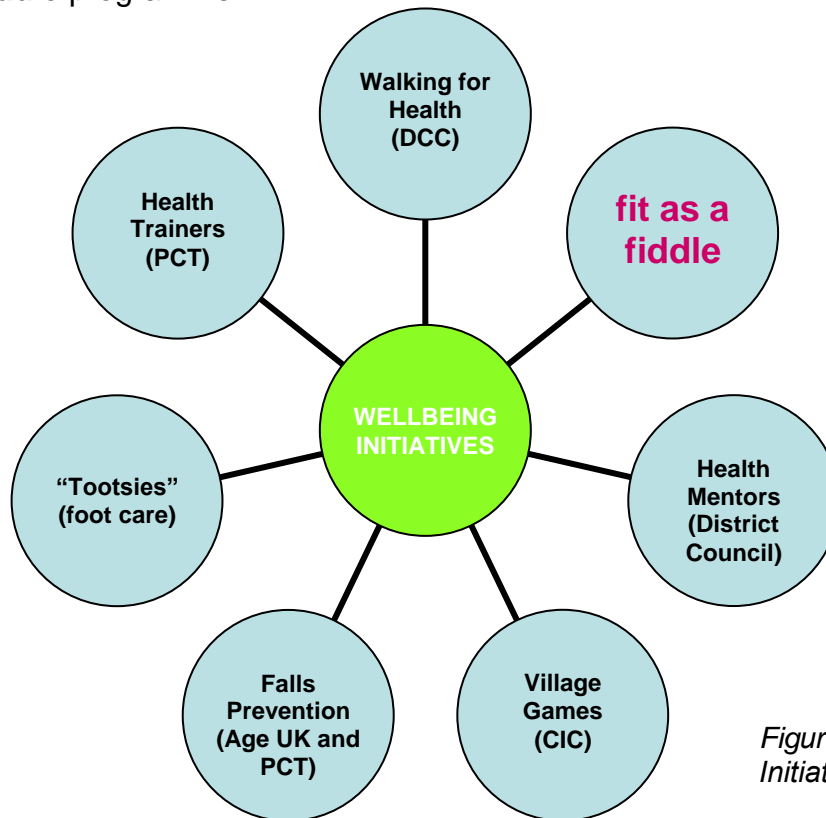 Walking for
Health
(DCC)
fit as a
fiddle
Health
Trainers
(PCT)
WELLBEING
INITIATIVES
"Tootsies"
(foot care)
Health
Mentors
(District
Council)
Falls
Prevention
(Age UK and
PCT)
Village
Games
(CIC)